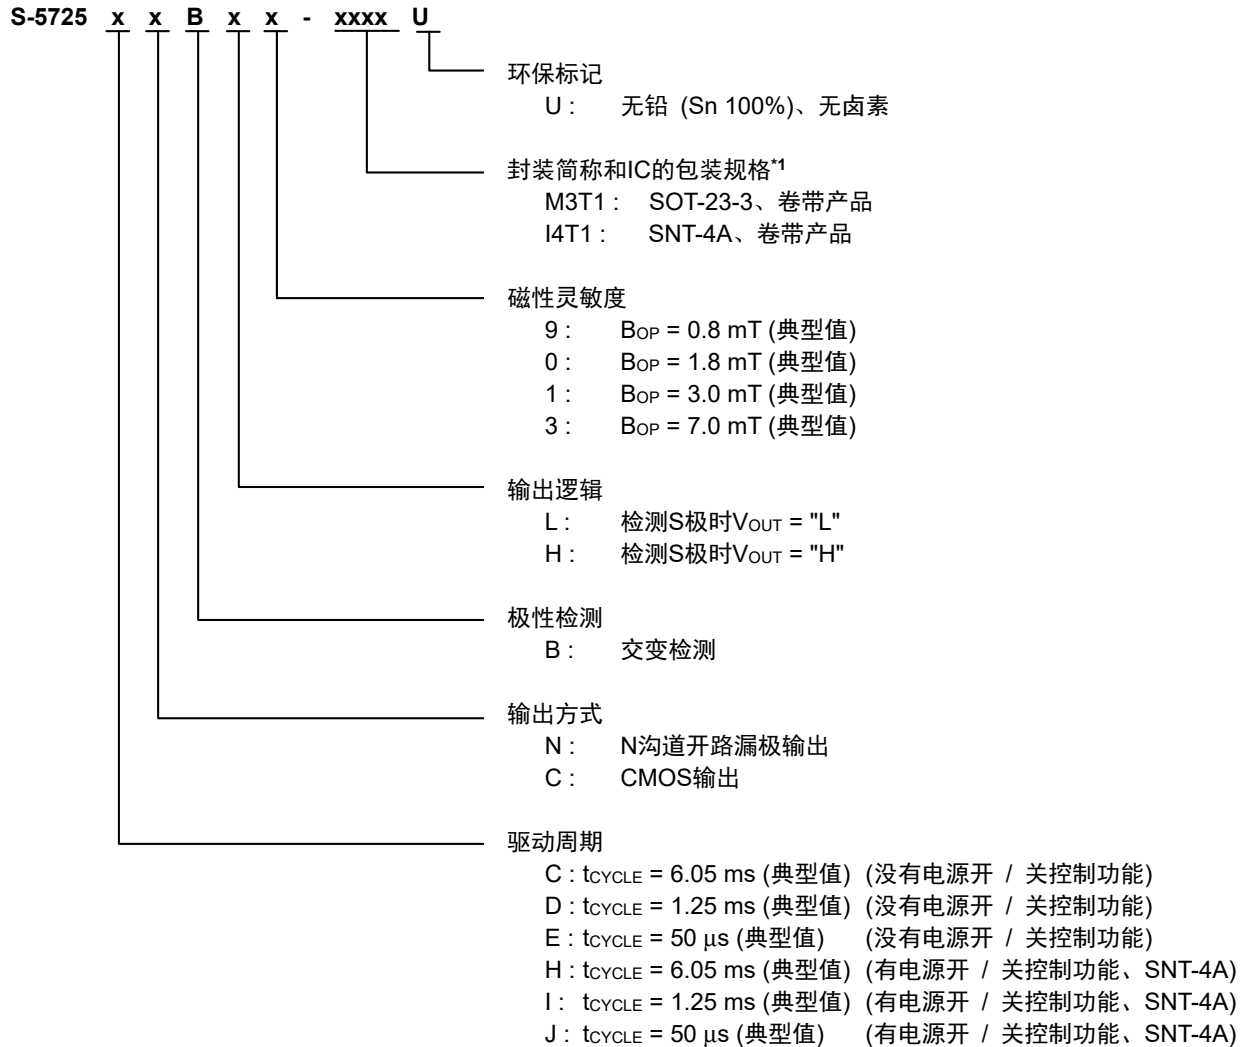 S-5725 x x B x x - xxxx U
环保标记
U : 无铅 (Sn 100%)、无卤素
封装简称和IC的包装规格*1
M3T1 : SOT-23-3、卷带产品
I4T1 : SNT-4A、卷带产品
磁性灵敏度
9 : BOP = 0.8 mT (典型值)
0 : BOP = 1.8 mT (典型值)
1 : BOP = 3.0 mT (典型值)
3 : BOP = 7.0 mT (典型值)
输出逻辑
L : 检测S极时VOUT = "L"
H : 检测S极时VOUT = "H"
极性检测
B : 交变检测
输出方式
N : N沟道开路漏极输出
C : CMOS输出
驱动周期
C : tCYCLE = 6.05 ms (典型值) (没有电源开 / 关控制功能)
D : tCYCLE = 1.25 ms (典型值) (没有电源开 / 关控制功能)
E : tCYCLE = 50 μs (典型值) (没有电源开 / 关控制功能)
H : tCYCLE = 6.05 ms (典型值) (有电源开 / 关控制功能、SNT-4A)
I : tCYCLE = 1.25 ms (典型值) (有电源开 / 关控制功能、SNT-4A)
J : tCYCLE = 50 μs (典型值) (有电源开 / 关控制功能、SNT-4A)